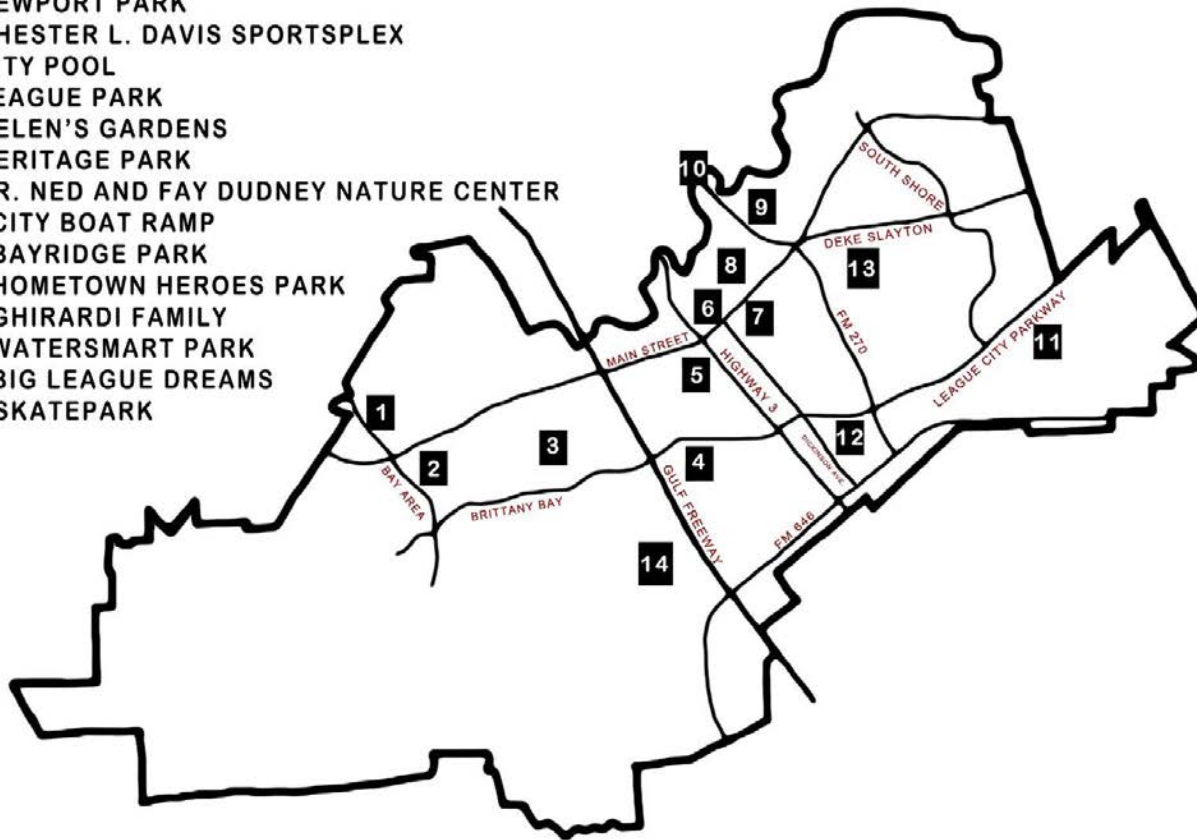 EWPORT PARK
HESTER L. DAVIS SPORTSPLEX
TY POOL
EAGUE PARK
ELEN'S GARDENS
ERITAGE PARK
R. NED AND FAY DUDNEY NATURE CENTER
CITY BOAT RAMP
BAYRIDGE PARK
HOMETOWN HEROES PARK
GHIRARDI FAMILY
WATERSMART PARK
BIG LEAGUE DREAMS
SKATEPARK
10
SOUTH SHORE
9
DEKE SLAYTON
8
13
6
7
FM 270
MAIN STREET
11
LEAGUE CITY PARKWAY
5
HIGHWAY 3
1
3
12
4
2
DICKINSON AVE
BAY AREA
BRITTANY BAY
GULF FREEWAY
FM 646
14